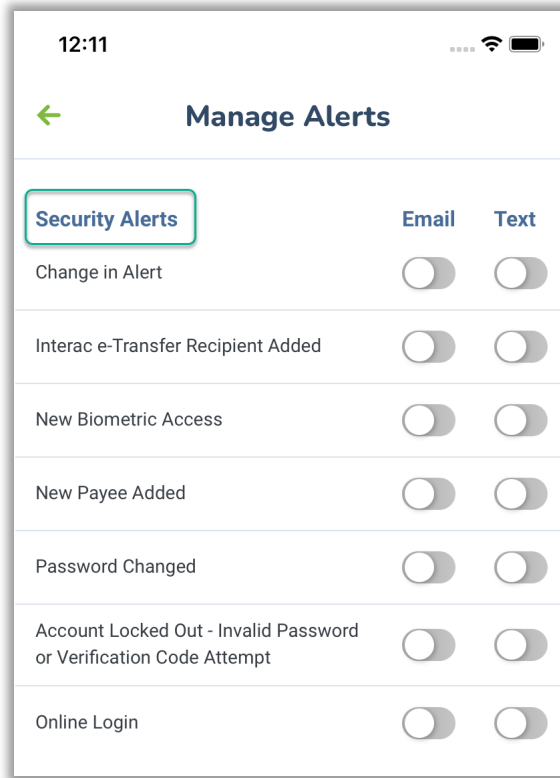 12:11
Manage Alerts
Security Alerts Email Text
Change in Alert
Interac e-Transfer Recipient Added
New Biometric Access
New Payee Added
Password Changed
Account Locked Out - Invalid Password
or Verification Code Attempt
Online Login